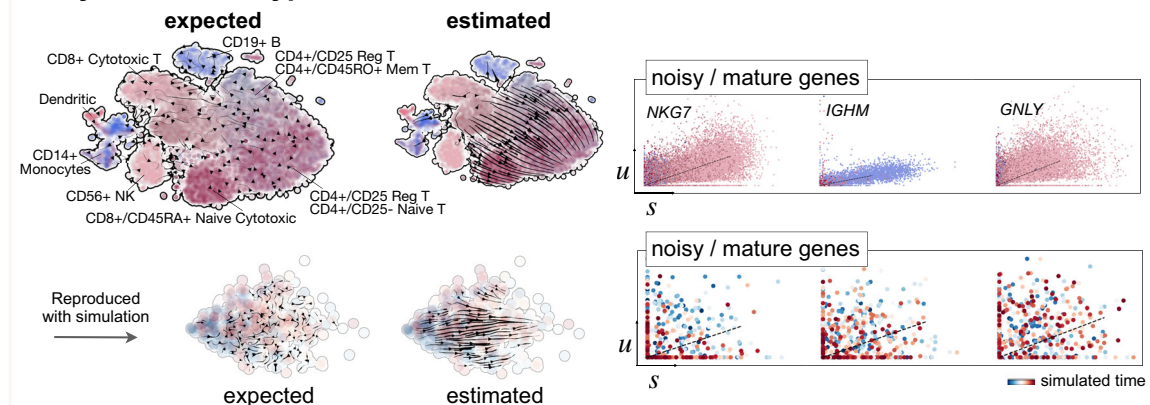 expected
estimated
CD19+ B
CD8+ Cytotoxic T
CD4+/CD25 Reg T
CD4+/CD45RO+ Mem T
Dendritic
CD14+
Monocytes
CD56+ NK
CD4+/CD25 Reg T
CD8+/CD45RA+ Naive Cytotoxic
CD4+/CD25- Naive T
noisy / mature genes
NKG7
IGHM
GNLY
u
s
Reproduced
with simulation
expected
estimated
noisy / mature genes
u
s
simulated time